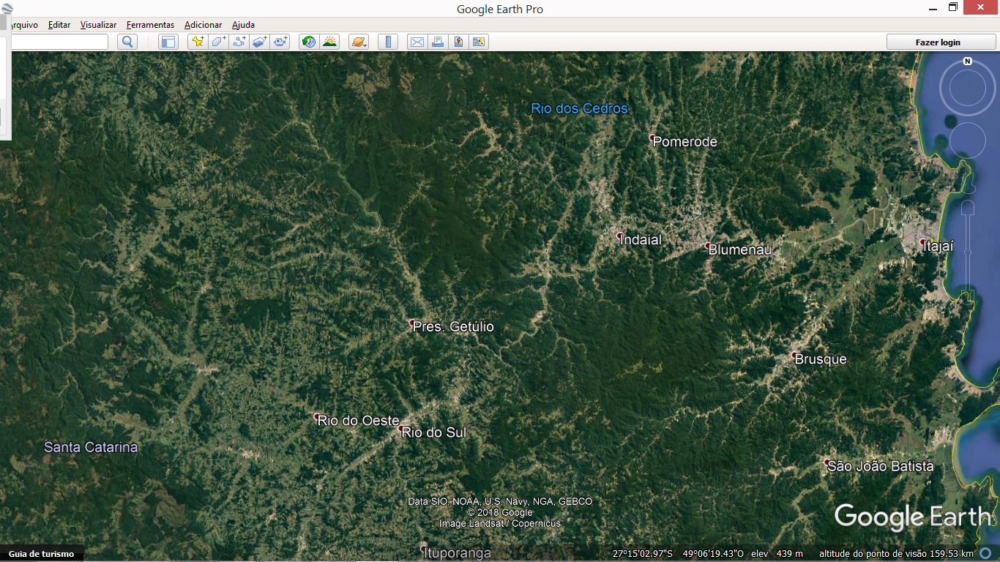 Google Earth Pro
Arquivo Editar Visualizar Ferramentas Adicionar Ajuda
Fazer login
N
Rio dos Cedros
Pomerode
Indaial
Blumenau
Itajaí
Pres. Getúlio
Brusque
Rio do Oeste
Rio do Sul
Santa Catarina
São João Batista
Data SIO, NOAA, U.S. Navy, NGA, GEBCO
© 2018 Google
Image Landsat / Copernicus
Google Earth
Ituporanga
Guia de turismo
27°15'02.97"S 49°06'19.43"O elev 439 m altitude do ponto de visão 159.53 km